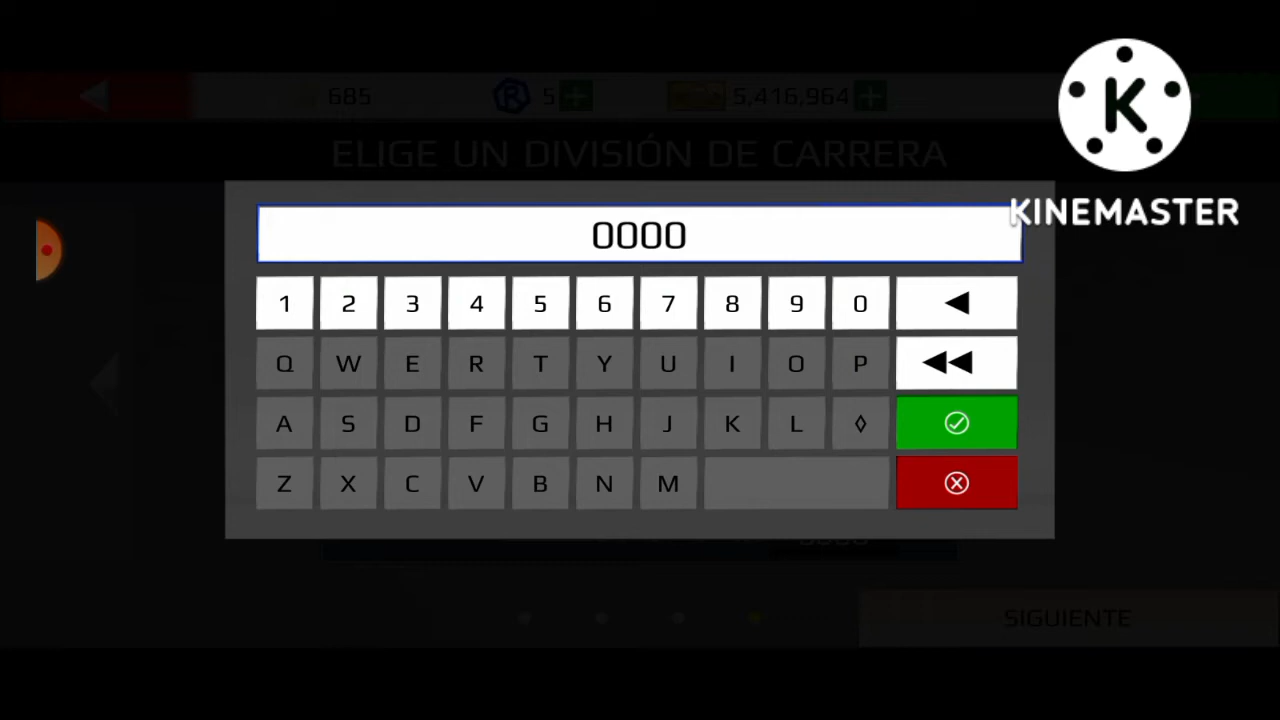 685
5
5,416,964
ELIGE UN DIVISIÓN DE CARRERA
K
KINEMASTER
0000
1 2 3 4 5 6 7 8 9 0
Q W E R T Y U I O P
A S D F G H J K L ◊
Z X C V B N M
SIGUIENTE